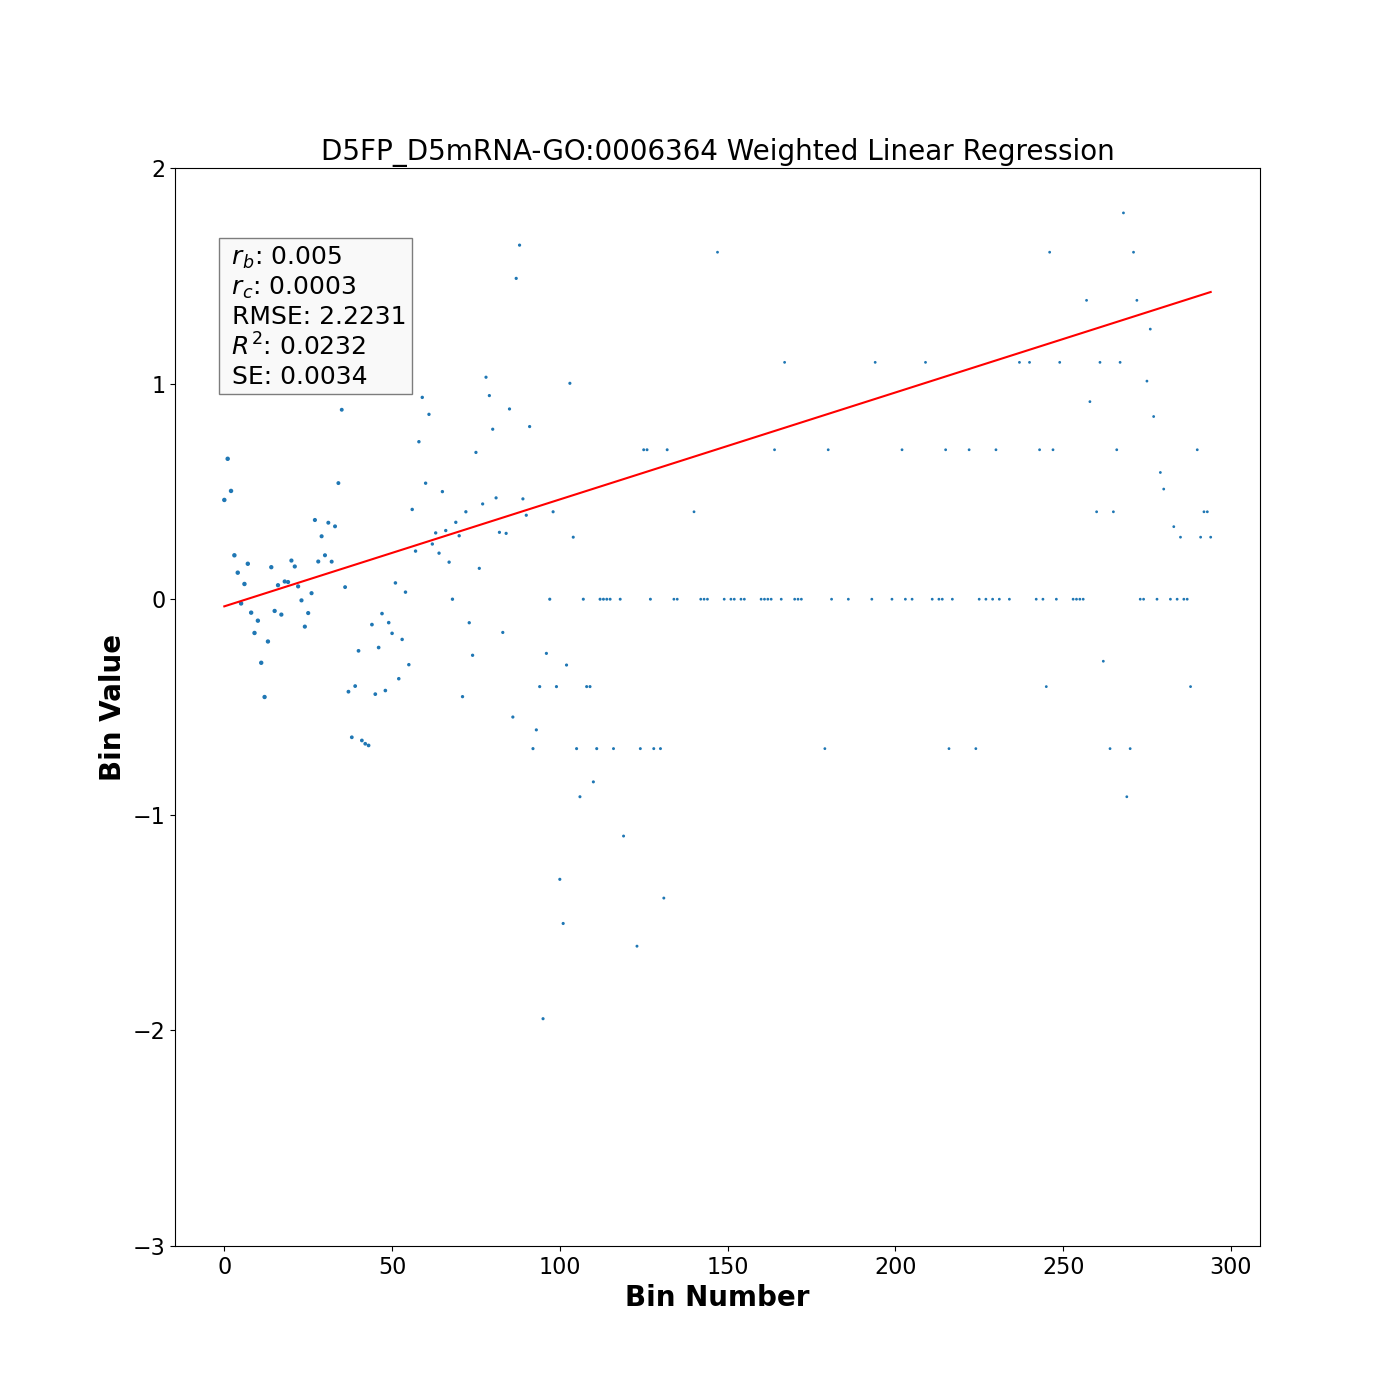 D5FP_D5mRNA-GO:0006364 Weighted Linear Regression
2
1
0
−1
−2
−3
Bin Value
r_b: 0.005
r_c: 0.0003
RMSE: 2.2231
R²: 0.0232
SE: 0.0034
0 50 100 150 200 250 300
Bin Number